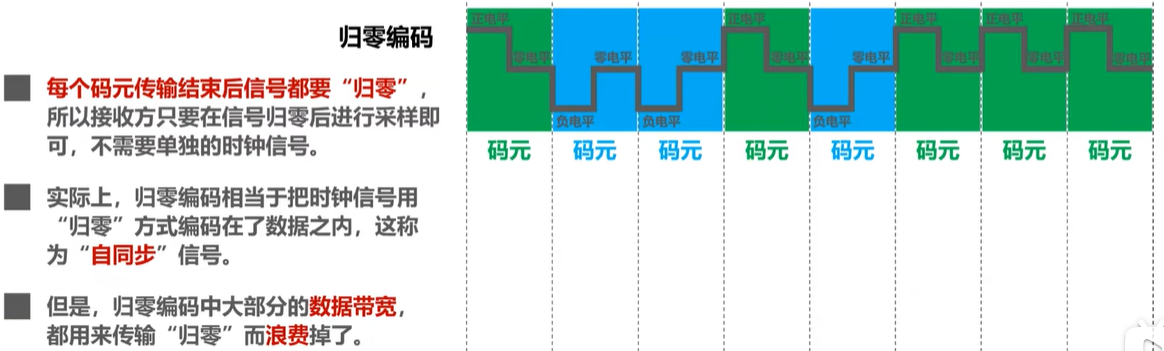 归零编码
每个码元传输结束后信号都要“归零”，
所以接收方只要在信号归零后进行采样即
可，不需要单独的时钟信号。
实际上，归零编码相当于把时钟信号用
“归零”方式编码在了数据之内，这称
为“自同步”信号。
但是，归零编码中大部分的数据带宽，
都用来传输“归零”而浪费掉了。
正电平 正电平 正电平 正电平 正电平
零电平 零电平 零电平 零电平 零电平 零电平 零电平 零电平
负电平 负电平 负电平
码元 码元 码元 码元 码元 码元 码元 码元